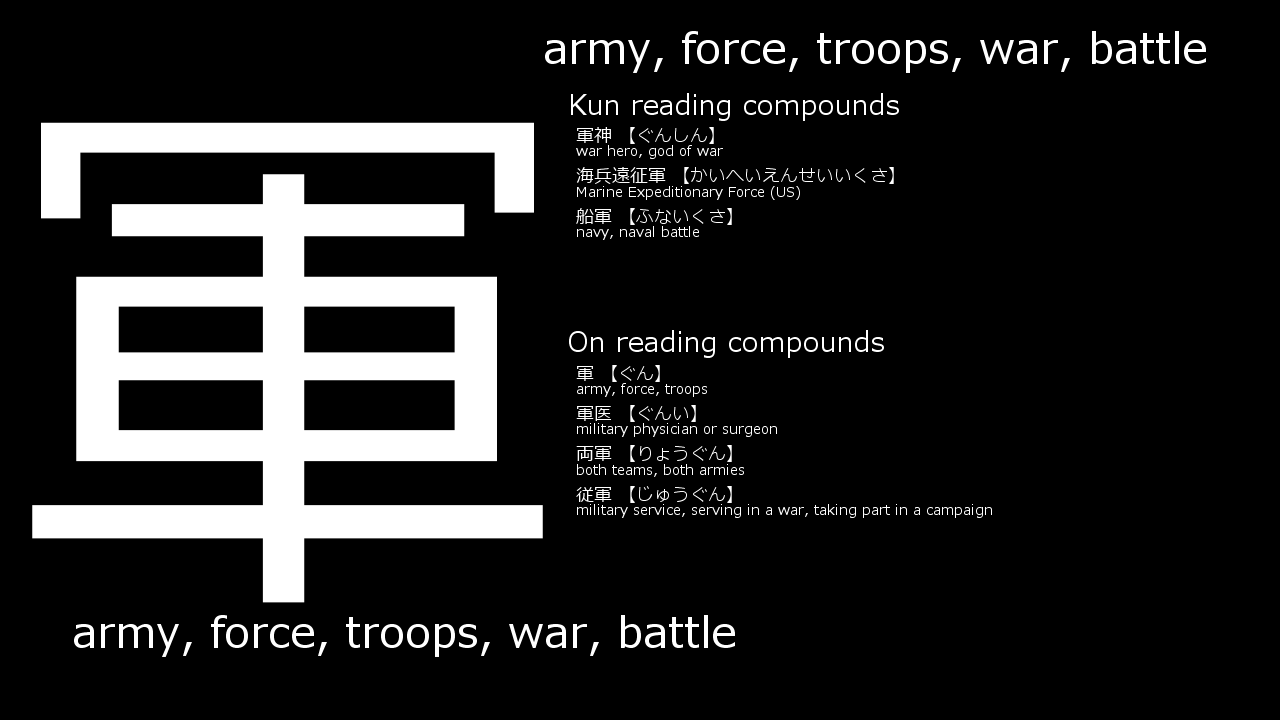 army, force, troops, war, battle
軍
Kun reading compounds
軍神 【ぐんしん】
war hero, god of war
海兵遠征軍 【かいへいえんせいいくさ】
Marine Expeditionary Force (US)
船軍 【ふないくさ】
navy, naval battle
On reading compounds
軍 【ぐん】
army, force, troops
軍医 【ぐんい】
military physician or surgeon
両軍 【りょうぐん】
both teams, both armies
従軍 【じゅうぐん】
military service, serving in a war, taking part in a campaign
army, force, troops, war, battle